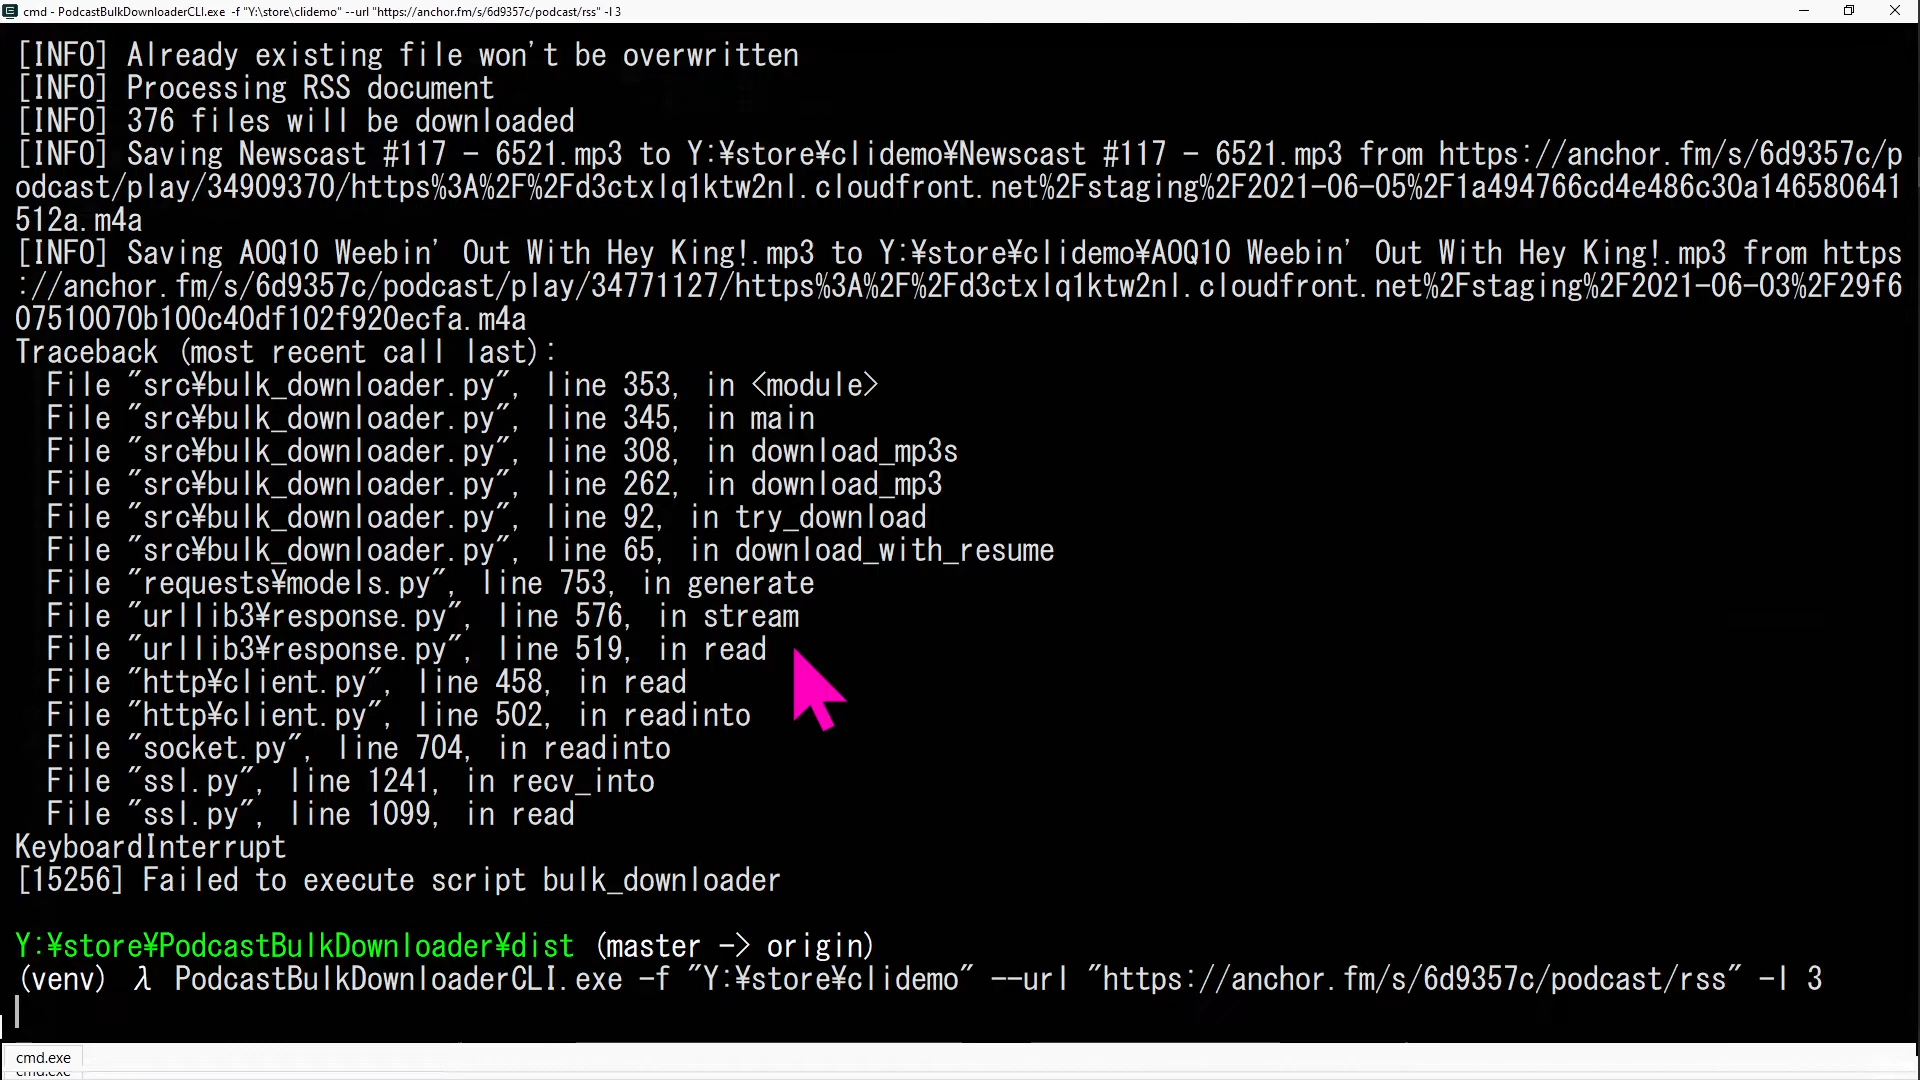 cmd - PodcastBulkDownloaderCLI.exe  -f "Y:\store\clidemo" --url "https://anchor.fm/s/6d9357c/podcast/rss" -l 3
[INFO] Already existing file won't be overwritten
[INFO] Processing RSS document
[INFO] 376 files will be downloaded
[INFO] Saving Newscast #117 - 6521.mp3 to Y:¥store¥clidemo¥Newscast #117 - 6521.mp3 from https://anchor.fm/s/6d9357c/p
odcast/play/34909370/https%3A%2F%2Fd3ctxlq1ktw2nl.cloudfront.net%2Fstaging%2F2021-06-05%2F1a494766cd4e486c30a146580641
512a.m4a
[INFO] Saving AOQ10 Weebin' Out With Hey King!.mp3 to Y:¥store¥clidemo¥AOQ10 Weebin' Out With Hey King!.mp3 from https
://anchor.fm/s/6d9357c/podcast/play/34771127/https%3A%2F%2Fd3ctxlq1ktw2nl.cloudfront.net%2Fstaging%2F2021-06-03%2F29f6
07510070b100c40df102f920ecfa.m4a
Traceback (most recent call last):
  File "src¥bulk_downloader.py", line 353, in <module>
  File "src¥bulk_downloader.py", line 345, in main
  File "src¥bulk_downloader.py", line 308, in download_mp3s
  File "src¥bulk_downloader.py", line 262, in download_mp3
  File "src¥bulk_downloader.py", line 92, in try_download
  File "src¥bulk_downloader.py", line 65, in download_with_resume
  File "requests¥models.py", line 753, in generate
  File "urllib3¥response.py", line 576, in stream
  File "urllib3¥response.py", line 519, in read
  File "http¥client.py", line 458, in read
  File "http¥client.py", line 502, in readinto
  File "socket.py", line 704, in readinto
  File "ssl.py", line 1241, in recv_into
  File "ssl.py", line 1099, in read
KeyboardInterrupt
[15256] Failed to execute script bulk_downloader
Y:¥store¥PodcastBulkDownloader¥dist (master -> origin)
(venv) λ PodcastBulkDownloaderCLI.exe -f "Y:¥store¥clidemo" --url "https://anchor.fm/s/6d9357c/podcast/rss" -l 3
cmd.exe
cmd.exe